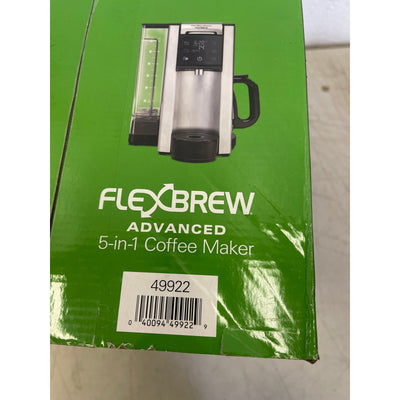 FLEXBREW
ADVANCED
5-in-1 Coffee Maker
49922
0 40094 49922 9